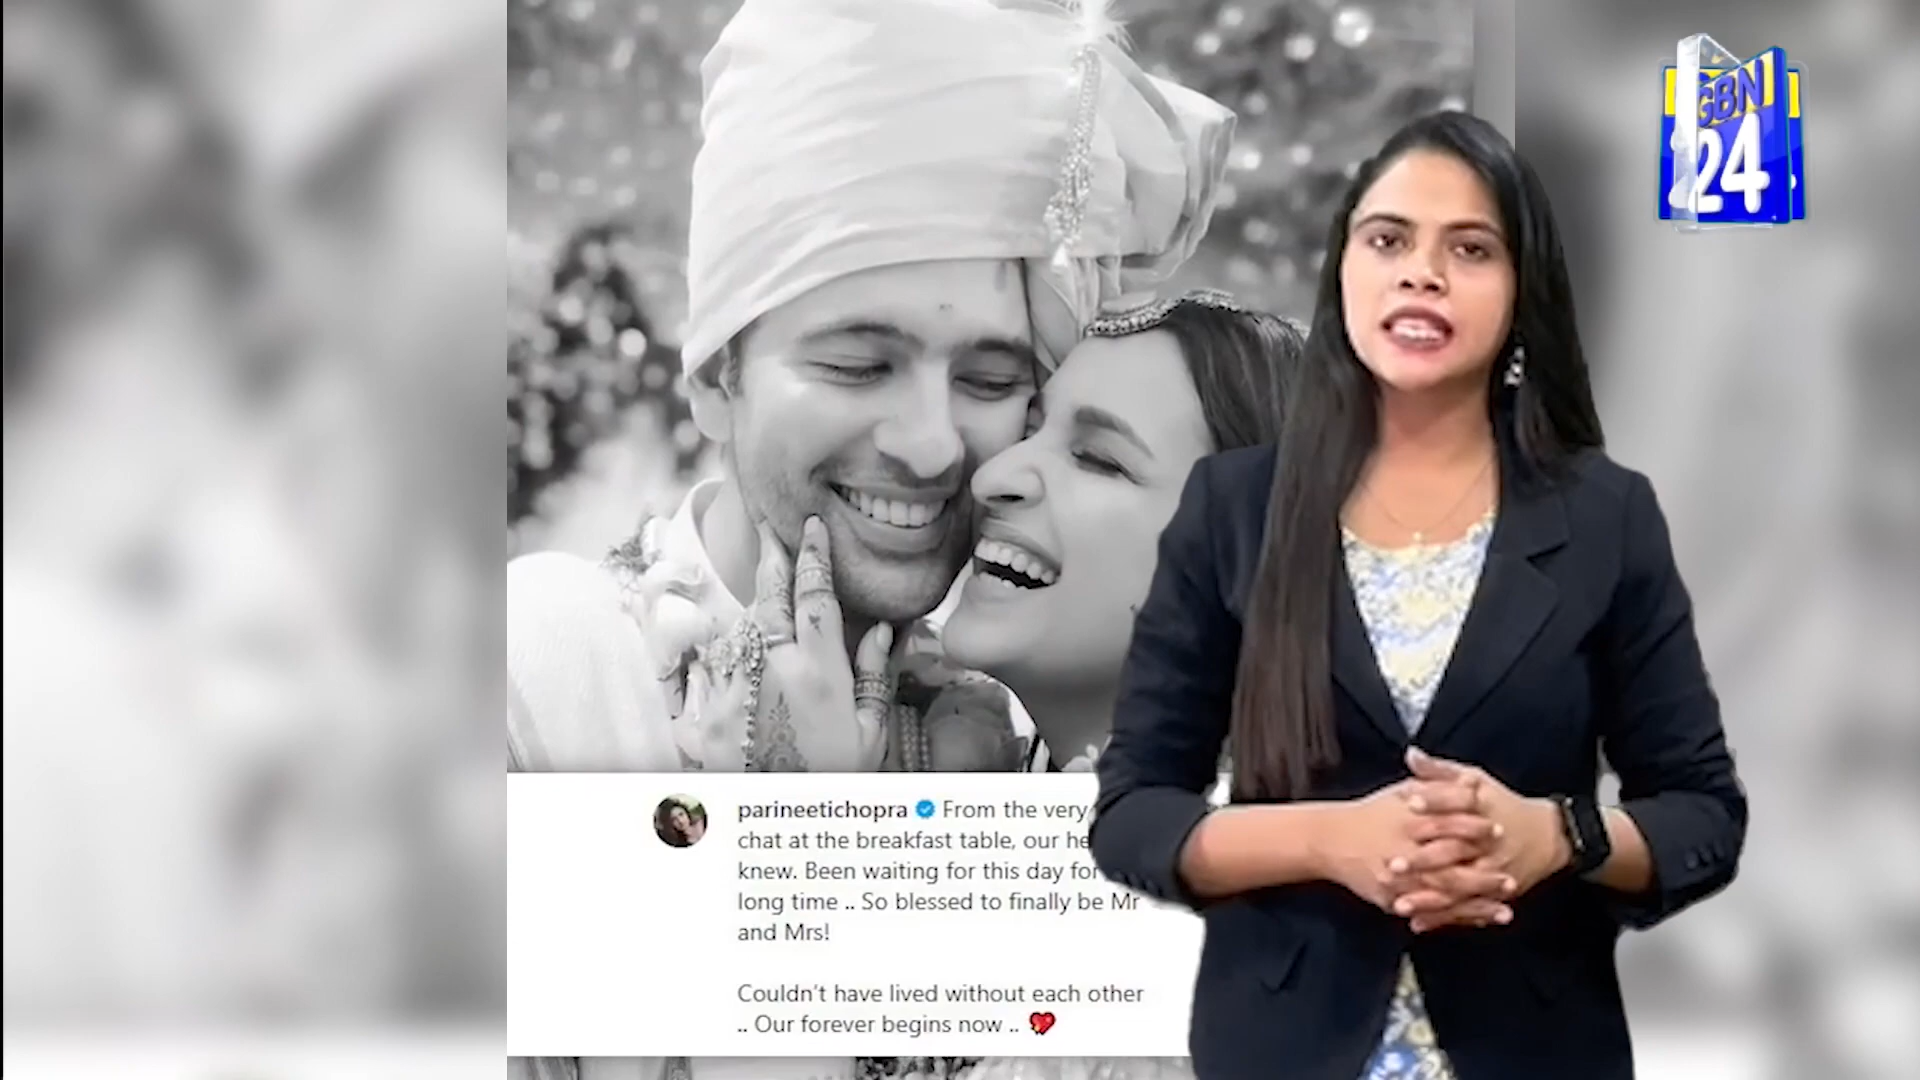 GBN
24
parineetichopra From the very
chat at the breakfast table, our he
knew. Been waiting for this day for
long time .. So blessed to finally be Mr
and Mrs!
Couldn't have lived without each other
.. Our forever begins now .. 💖